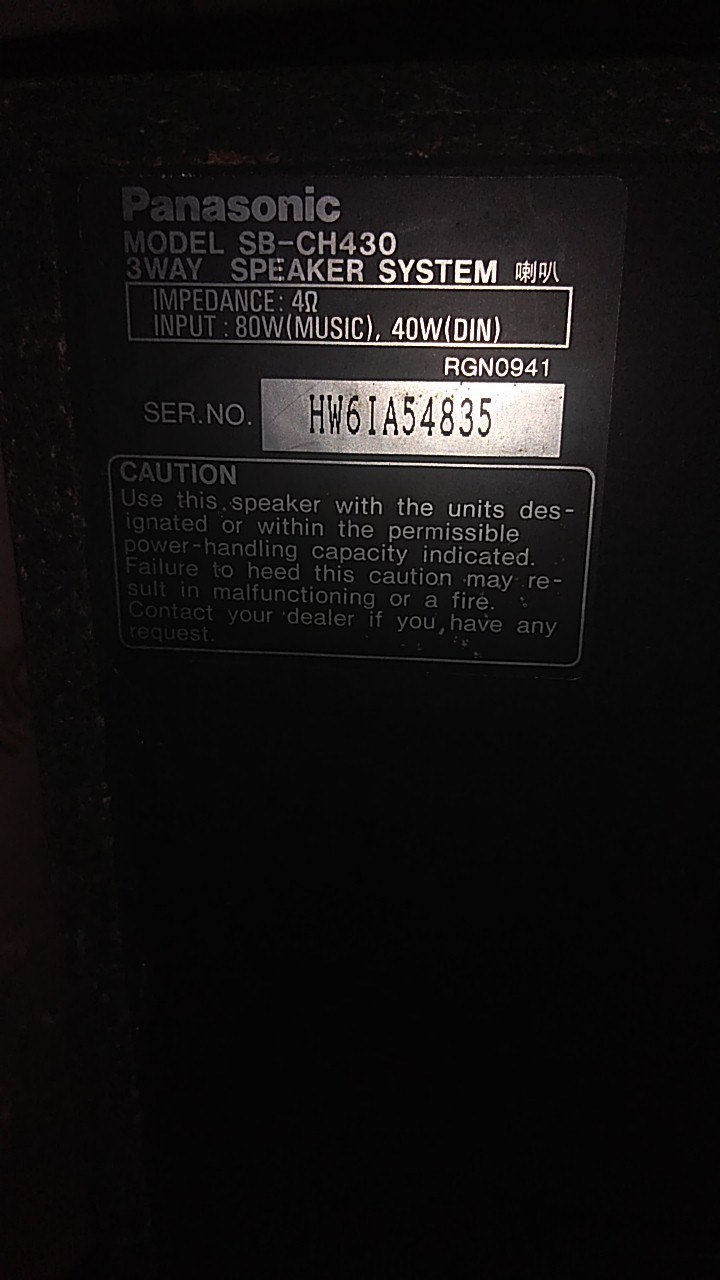 Panasonic
MODEL SB-CH430
3WAY SPEAKER SYSTEM 喇叭
IMPEDANCE: 4Ω
INPUT : 80W(MUSIC), 40W(DIN)
RGN0941
SER.NO. HW6IA54835
CAUTION
Use this speaker with the units des-
ignated or within the permissible
power-handling capacity indicated.
Failure to heed this caution may re-
sult in malfunctioning or a fire.
Contact your dealer if you have any
request.